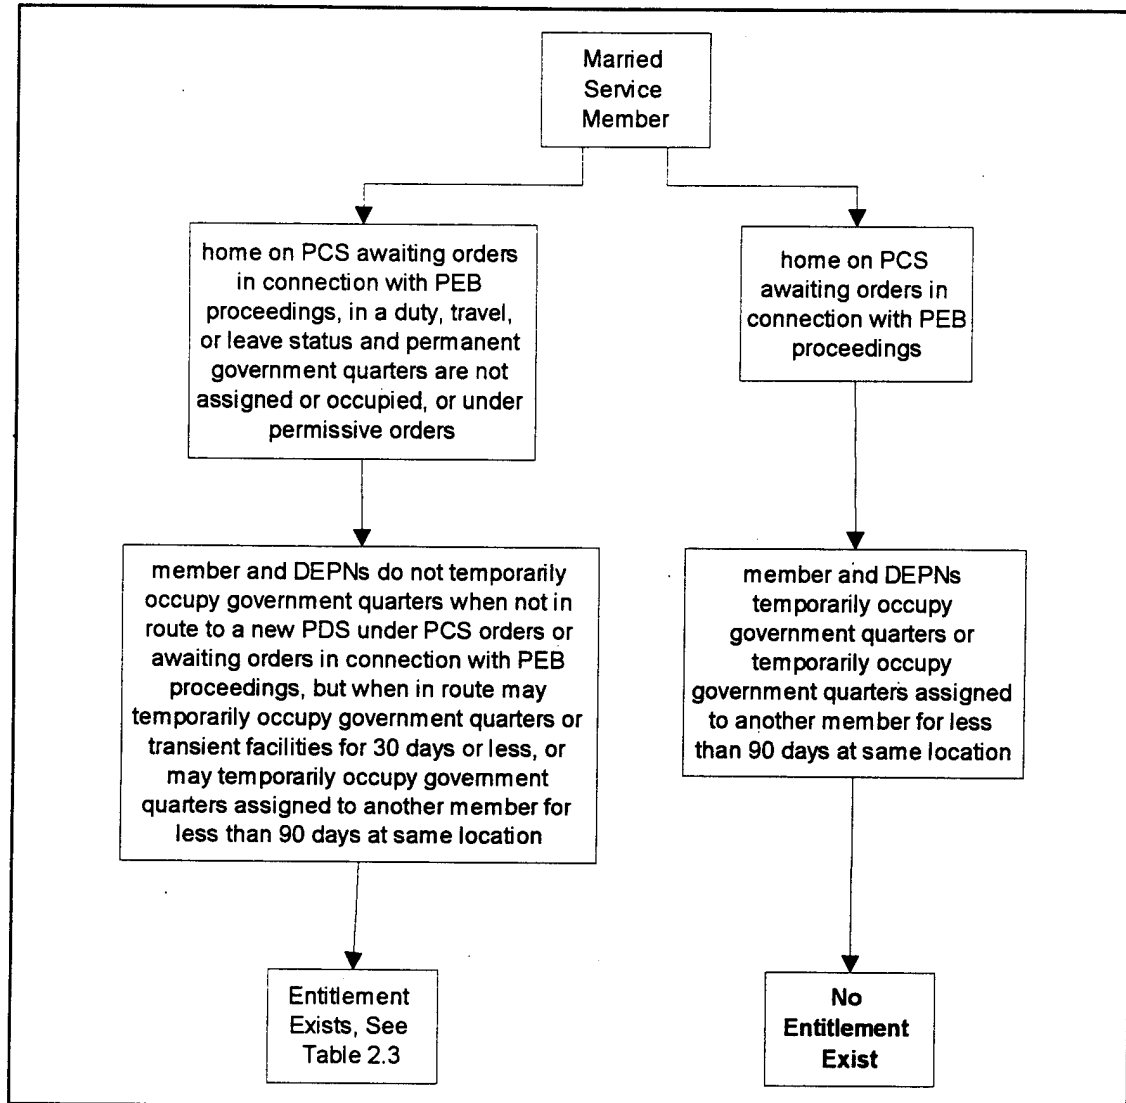 Married
Service
Member
home on PCS awaiting orders
in connection with PEB
proceedings, in a duty, travel,
or leave status and permanent
government quarters are not
assigned or occupied, or under
permissive orders
home on PCS
awaiting orders in
connection with PEB
proceedings
member and DEPNs do not temporarily
occupy government quarters when not in
route to a new PDS under PCS orders or
awaiting orders in connection with PEB
proceedings, but when in route may
temporarily occupy government quarters or
transient facilities for 30 days or less, or
may temporarily occupy government
quarters assigned to another member for
less than 90 days at same location
member and DEPNs
temporarily occupy
government quarters or
temporarily occupy
government quarters assigned
to another member for less
than 90 days at same location
Entitlement
Exists, See
Table 2.3
No
Entitlement
Exist